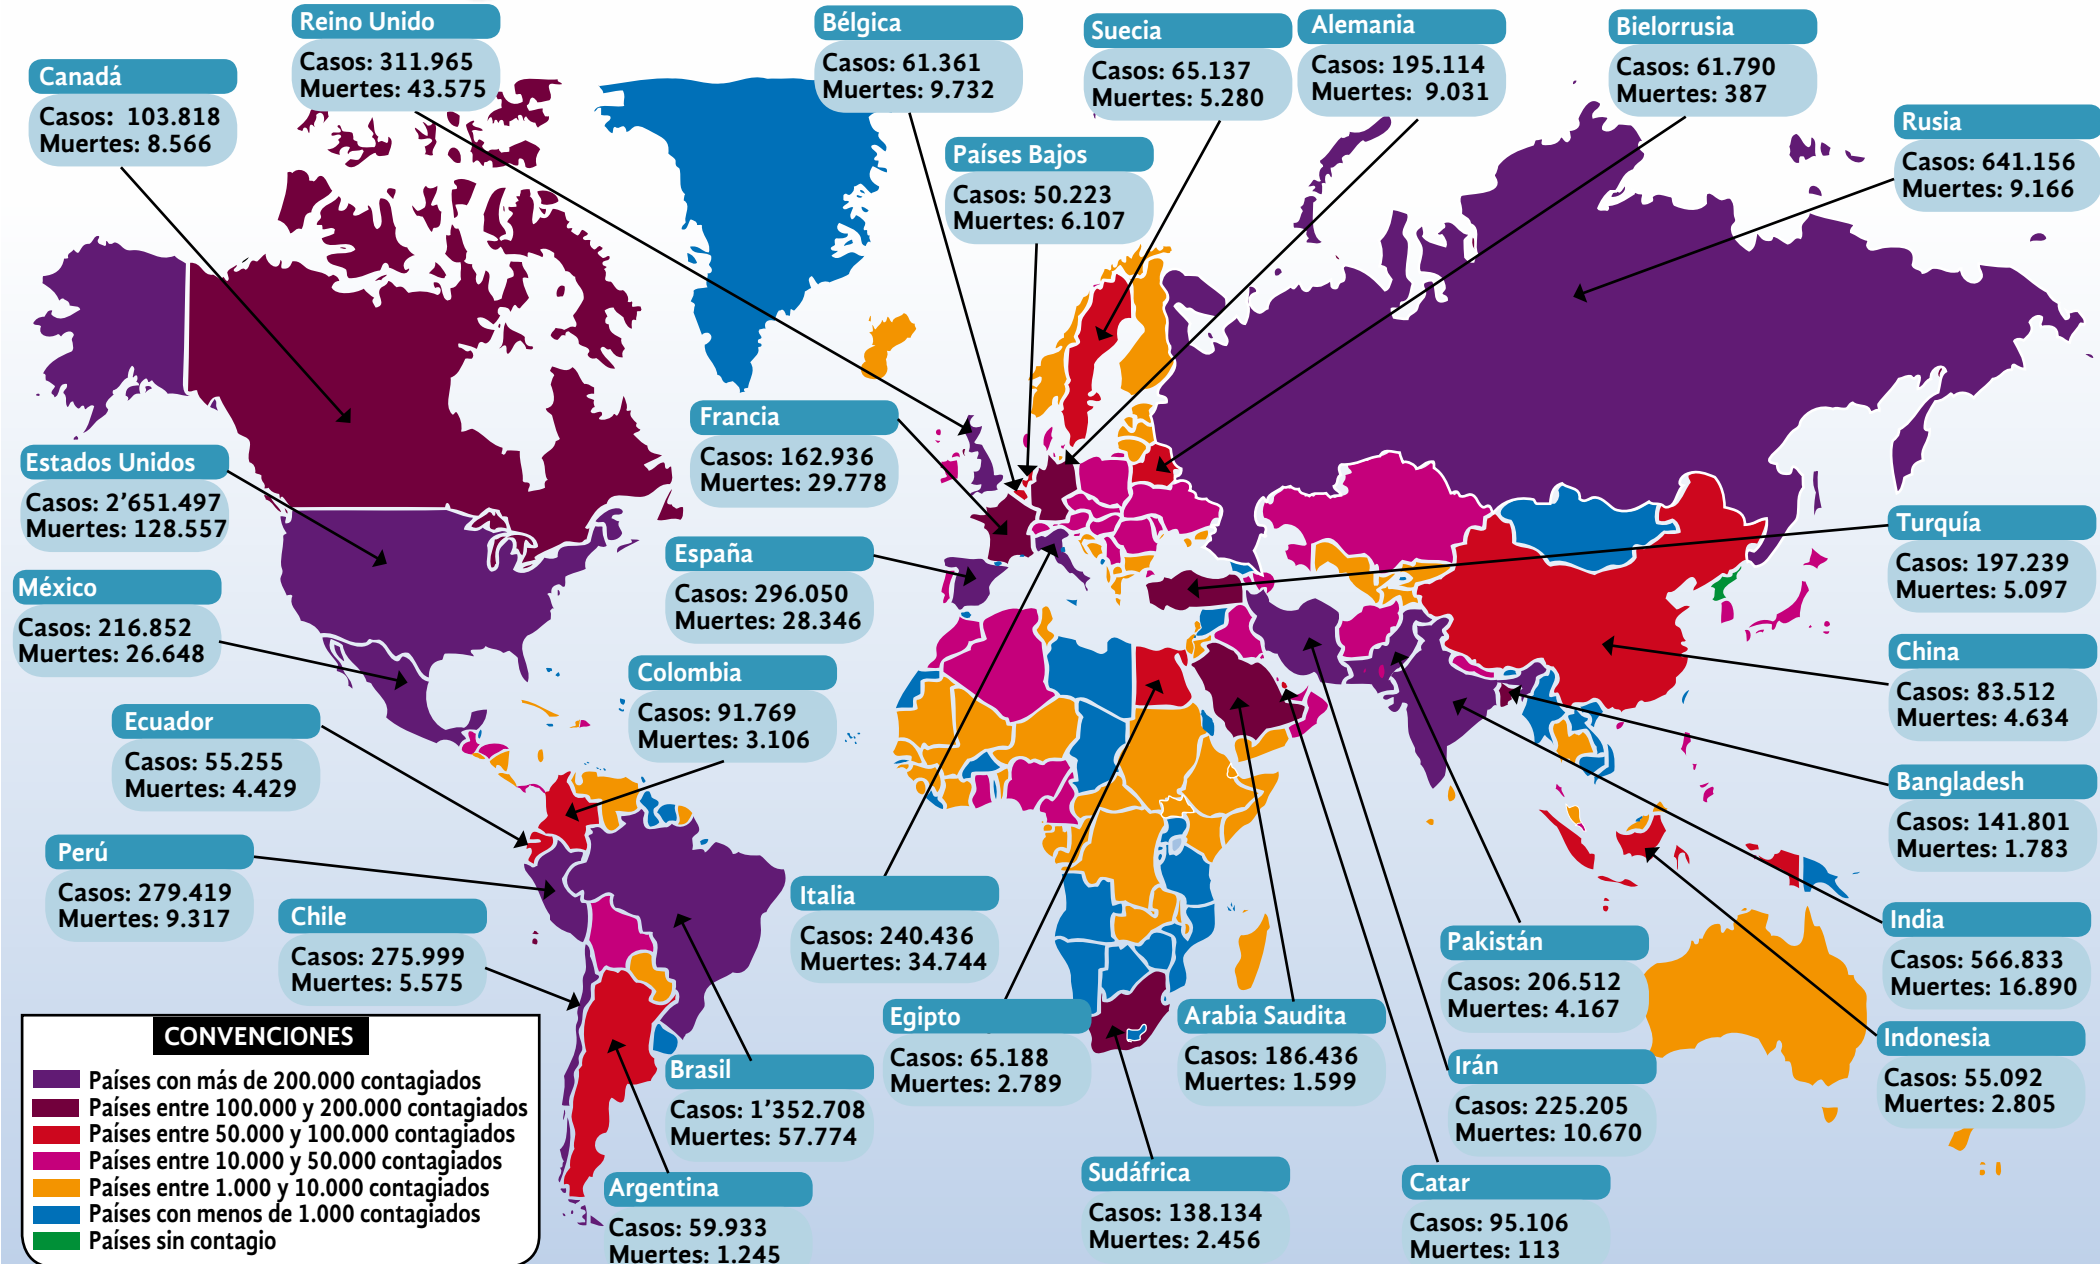 Reino Unido
Casos: 311.965
Muertes: 43.575
Bélgica
Casos: 61.361
Muertes: 9.732
Suecia
Casos: 65.137
Muertes: 5.280
Alemania
Casos: 195.114
Muertes: 9.031
Bielorrusia
Casos: 61.790
Muertes: 387
Canadá
Casos: 103.818
Muertes: 8.566
Países Bajos
Casos: 50.223
Muertes: 6.107
Rusia
Casos: 641.156
Muertes: 9.166
Francia
Casos: 162.936
Muertes: 29.778
Estados Unidos
Casos: 2’651.497
Muertes: 128.557
Turquía
Casos: 197.239
Muertes: 5.097
España
Casos: 296.050
Muertes: 28.346
México
Casos: 216.852
Muertes: 26.648
China
Casos: 83.512
Muertes: 4.634
Colombia
Casos: 91.769
Muertes: 3.106
Ecuador
Casos: 55.255
Muertes: 4.429
Bangladesh
Casos: 141.801
Muertes: 1.783
Perú
Casos: 279.419
Muertes: 9.317
Italia
Casos: 240.436
Muertes: 34.744
Chile
Casos: 275.999
Muertes: 5.575
India
Casos: 566.833
Muertes: 16.890
Pakistán
Casos: 206.512
Muertes: 4.167
Egipto
Casos: 65.188
Muertes: 2.789
Arabia Saudita
Casos: 186.436
Muertes: 1.599
Indonesia
Casos: 55.092
Muertes: 2.805
Irán
Casos: 225.205
Muertes: 10.670
Brasil
Casos: 1’352.708
Muertes: 57.774
Sudáfrica
Casos: 138.134
Muertes: 2.456
Catar
Casos: 95.106
Muertes: 113
Argentina
Casos: 59.933
Muertes: 1.245
CONVENCIONES
Países con más de 200.000 contagiados
Países entre 100.000 y 200.000 contagiados
Países entre 50.000 y 100.000 contagiados
Países entre 10.000 y 50.000 contagiados
Países entre 1.000 y 10.000 contagiados
Países con menos de 1.000 contagiados
Países sin contagio